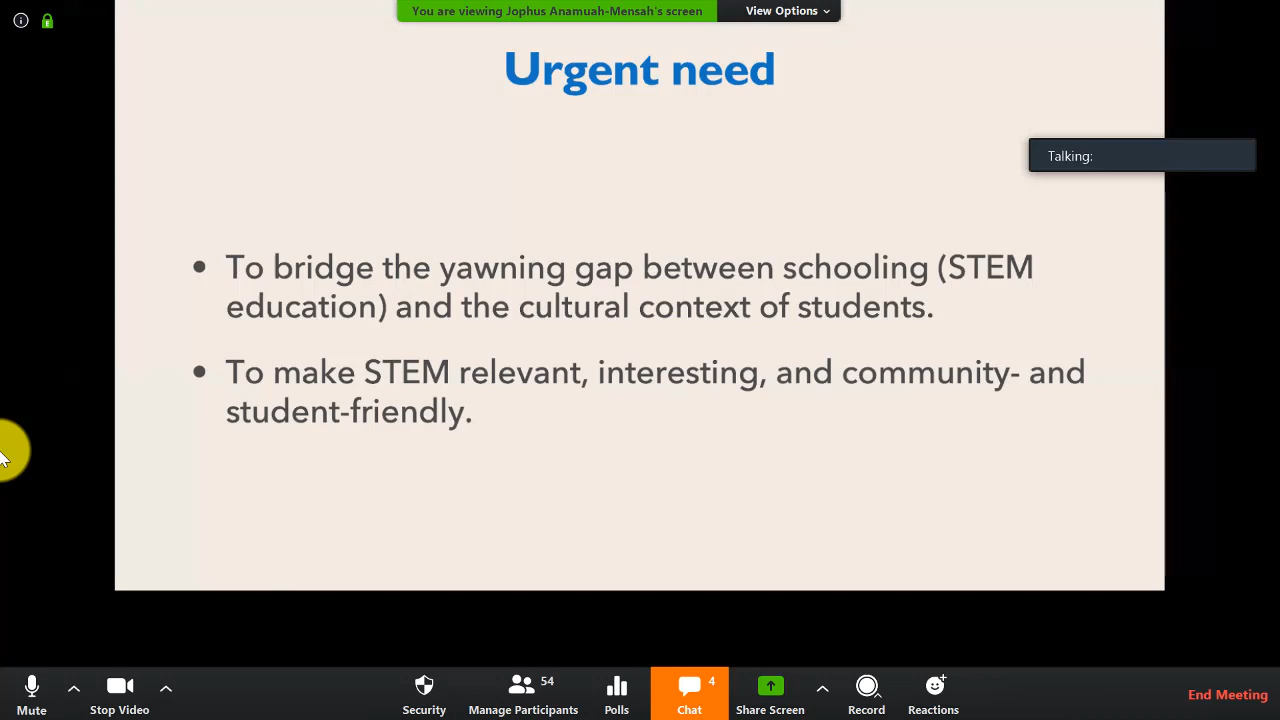 You are viewing Jophus Anamuah-Mensah's screen
View Options
Urgent need
Talking:
• To bridge the yawning gap between schooling (STEM
education) and the cultural context of students.
• To make STEM relevant, interesting, and community- and
student-friendly.
Mute
Stop Video
Security
54
Manage Participants
Polls
4
Chat
Share Screen
Record
Reactions
End Meeting